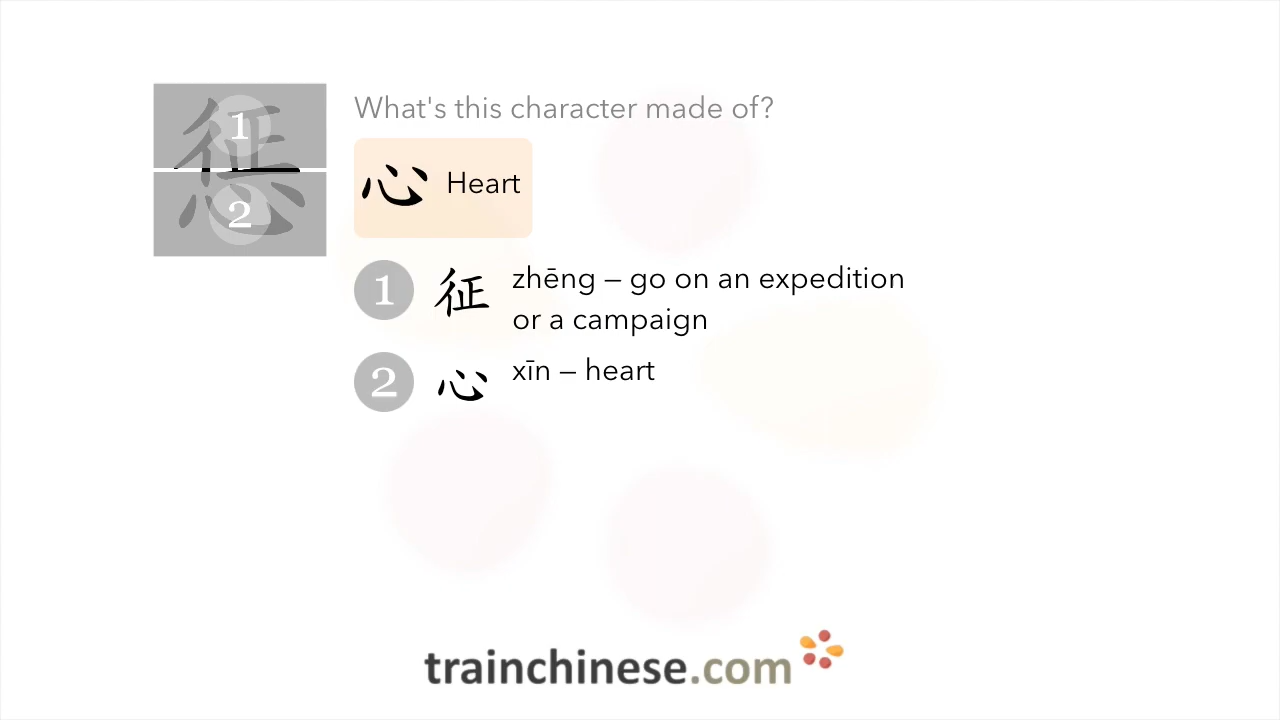 惩
1
2
What's this character made of?
心 Heart
1 征 zhēng – go on an expedition
or a campaign
2 心 xīn – heart
trainchinese.com